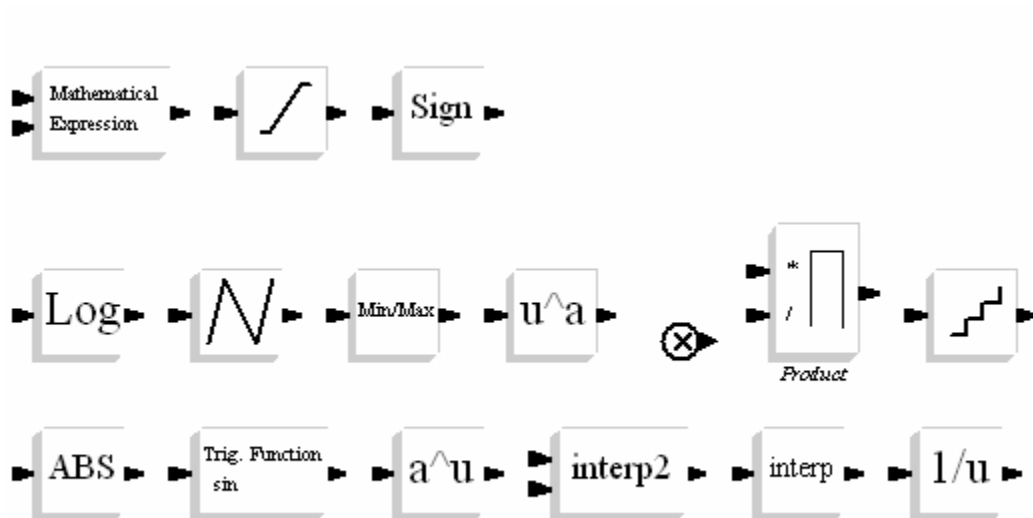 Mathematical
Expression
Sign
Log
Min/Max
u^a
*
/
Product
ABS
Trig. Function
sin
a^u
interp2
interp
1/u